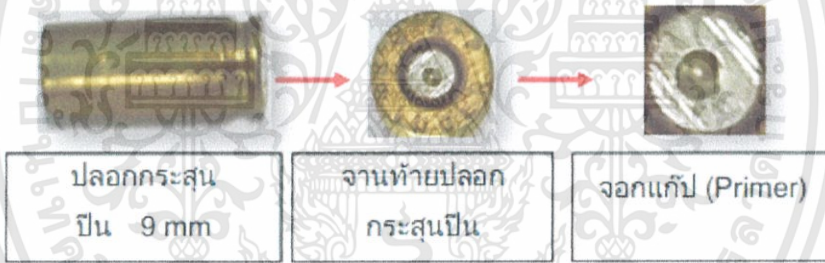 ปลอกกระสุน
ปืน 9 mm
จานท้ายปลอก
กระสุนปืน
จอกแก๊ป (Primer)